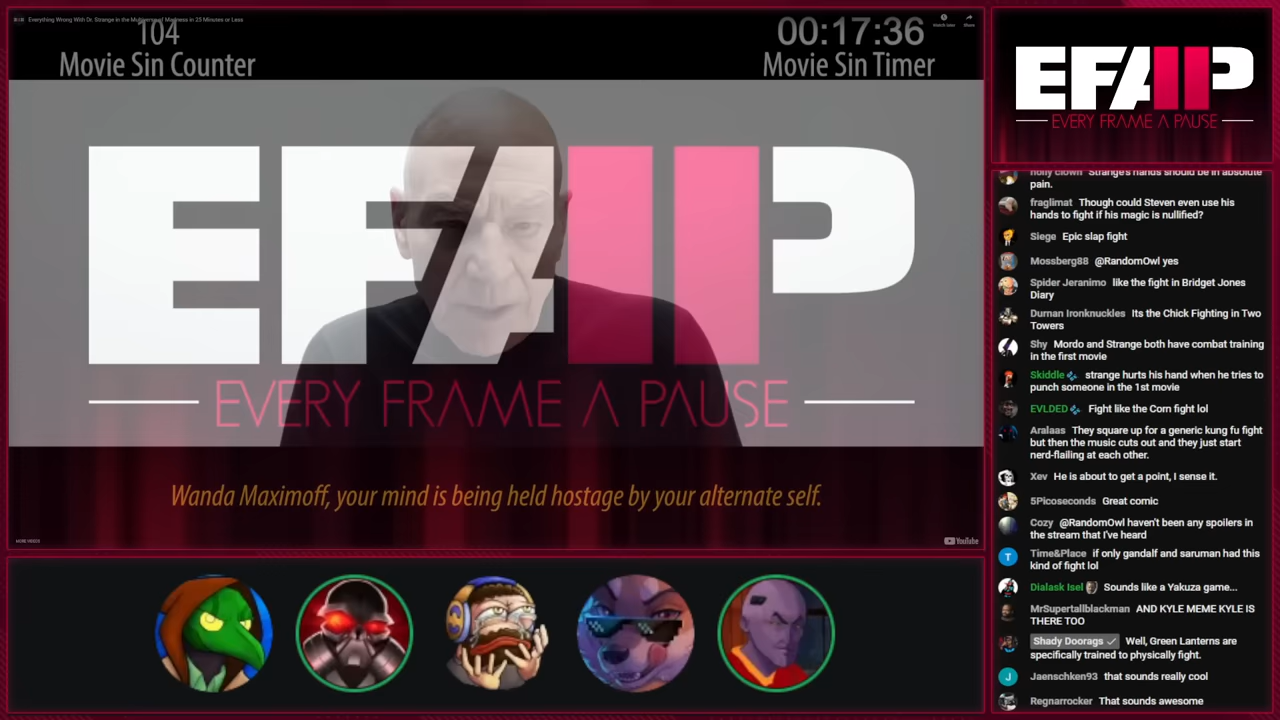 Everything Wrong With Dr. Strange in the Multiverse of Madness in 25 Minutes or Less
104
Movie Sin Counter
00:17:36
Movie Sin Timer
Watch later
Share
EFAP
EVERY FRAME A PAUSE
Wanda Maximoff, your mind is being held hostage by your alternate self.
MORE VIDEOS
YouTube
EFAP
EVERY FRAME A PAUSE
holly clown Strange's hands should be in absolute
pain.
fraglimat Though could Steven even use his
hands to fight if his magic is nullified?
Siege Epic slap fight
Mossberg88 @RandomOwl yes
Spider Jeranimo like the fight in Bridget Jones
Diary
Durnan Ironknuckles Its the Chick Fighting in Two
Towers
Shy Mordo and Strange both have combat training
in the first movie
Skiddle strange hurts his hand when he tries to
punch someone in the 1st movie
EVLDED Fight like the Corn fight lol
Aralaas They square up for a generic kung fu fight
but then the music cuts out and they just start
nerd-flailing at each other.
Xev He is about to get a point, I sense it.
5Picoseconds Great comic
Cozy @RandomOwl haven't been any spoilers in
the stream that I've heard
T
Time&Place if only gandalf and saruman had this
kind of fight lol
Dialask Isel Sounds like a Yakuza game...
MrSupertallblackman AND KYLE MEME KYLE IS
THERE TOO
Shady Doorags Well, Green Lanterns are
specifically trained to physically fight.
J
Jaenschken93 that sounds really cool
Regnarrocker That sounds awesome